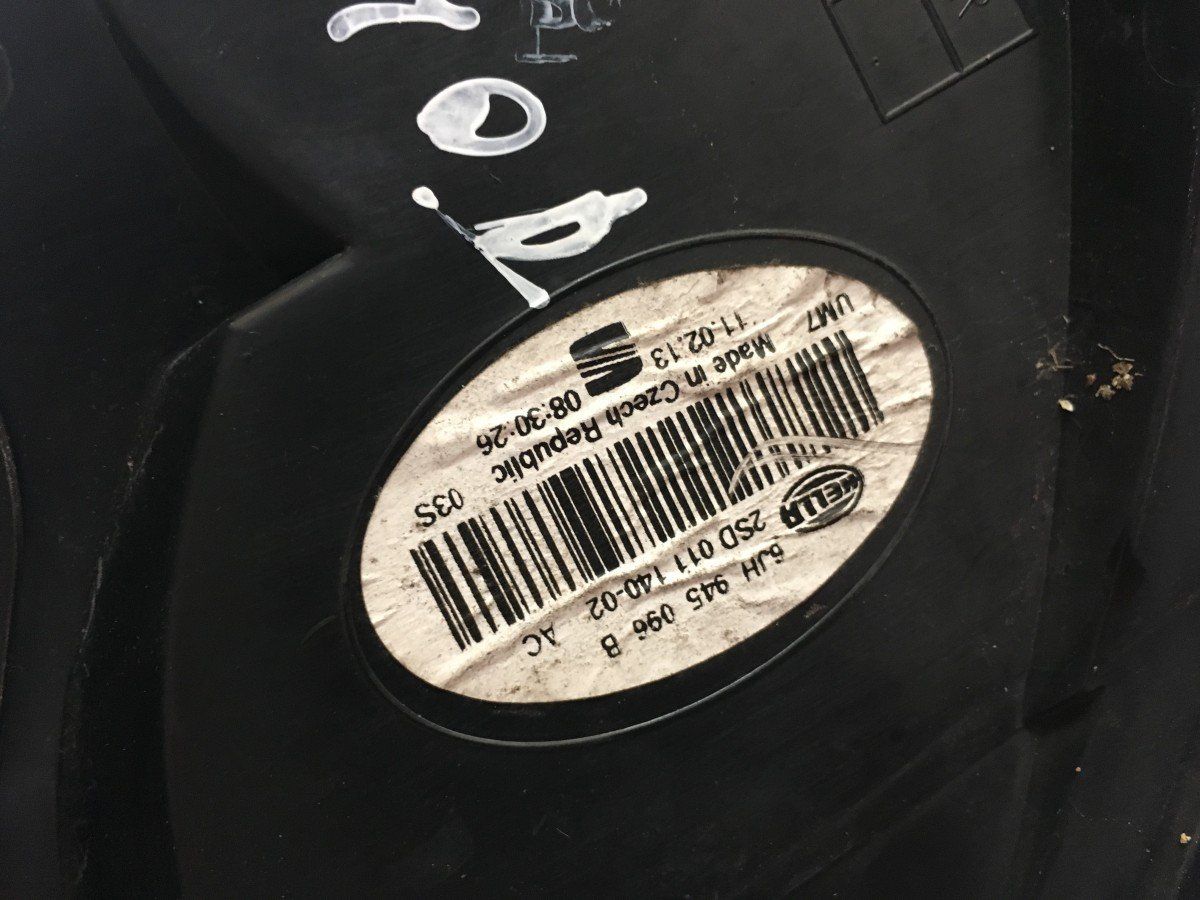 6JH 945 096 B
HELLA 2SD 011 140-02 AC
UM7 Made in Czech Republic 03S
11.02.13 08:30:26